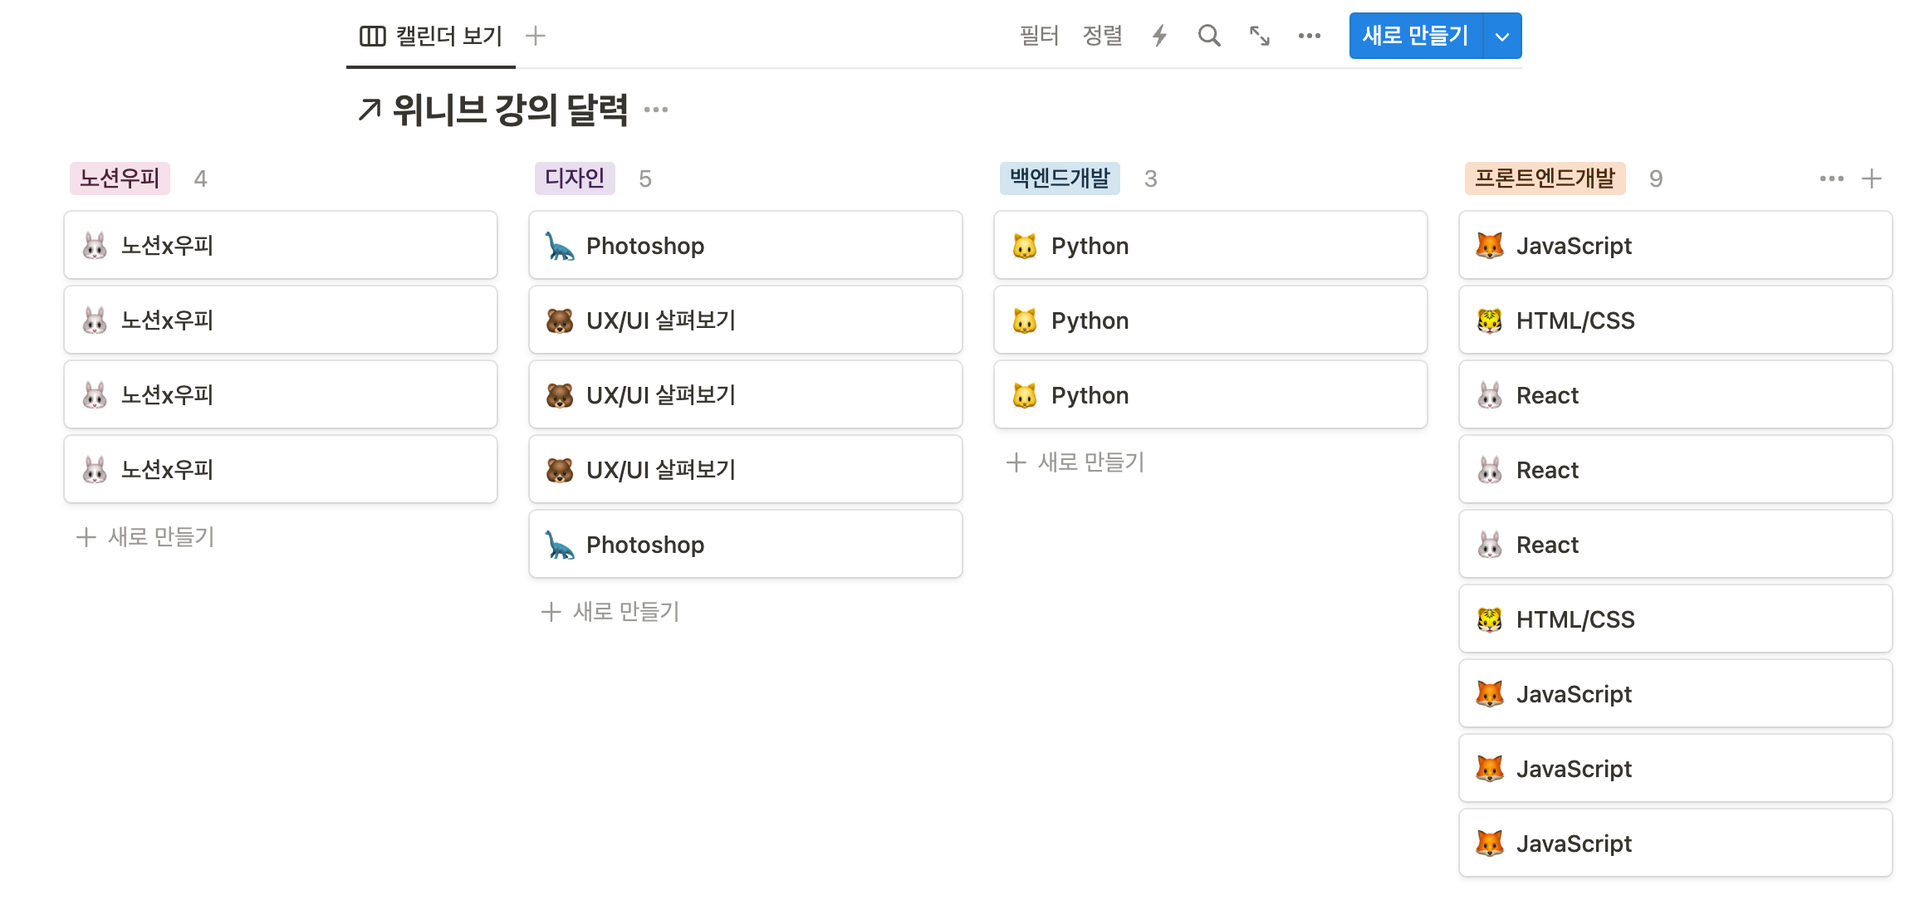 캘린더 보기
필터 정렬 새로 만들기
위니브 강의 달력
노션우피 4
노션x우피
노션x우피
노션x우피
노션x우피
새로 만들기
디자인 5
Photoshop
UX/UI 살펴보기
UX/UI 살펴보기
UX/UI 살펴보기
Photoshop
새로 만들기
백엔드개발 3
Python
Python
Python
새로 만들기
프론트엔드개발 9
JavaScript
HTML/CSS
React
React
React
HTML/CSS
JavaScript
JavaScript
JavaScript